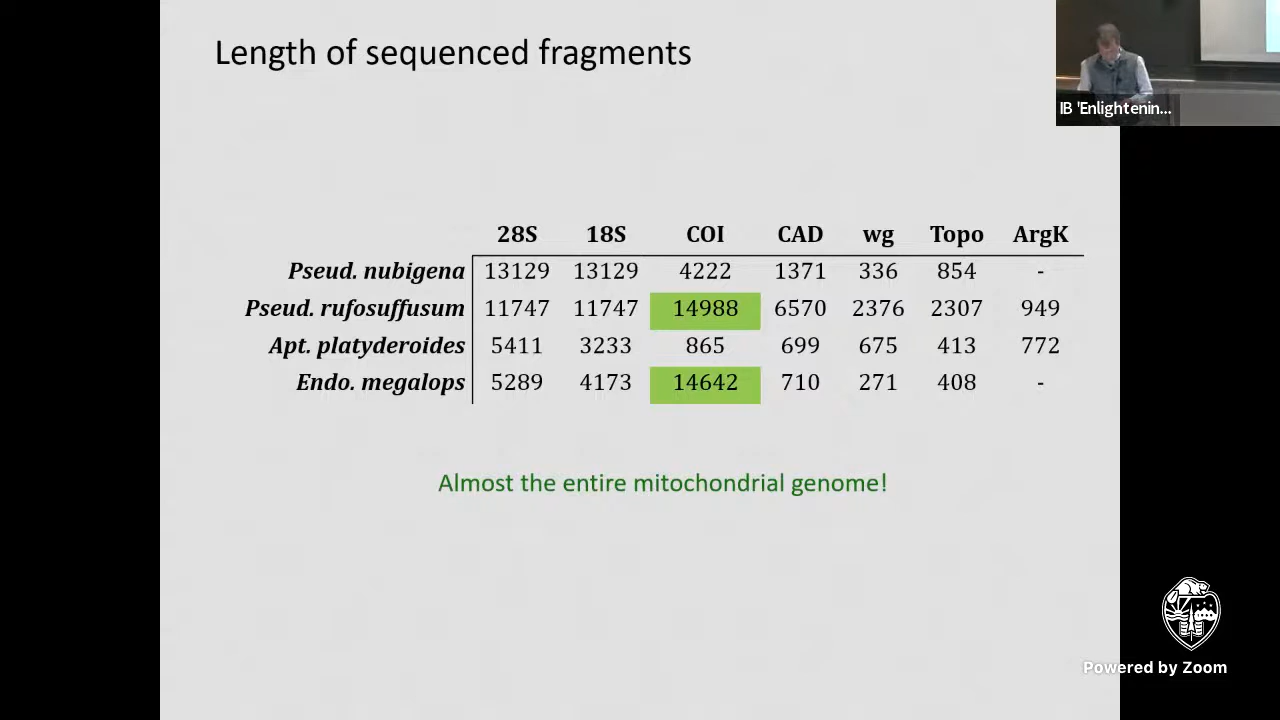 Length of sequenced fragments
IB 'Enlightenin...
28S 18S COI CAD wg Topo ArgK
Pseud. nubigena 13129 13129 4222 1371 336 854 -
Pseud. rufosuffusum 11747 11747 14988 6570 2376 2307 949
Apt. platyderoides 5411 3233 865 699 675 413 772
Endo. megalops 5289 4173 14642 710 271 408 -
Almost the entire mitochondrial genome!
Powered by Zoom